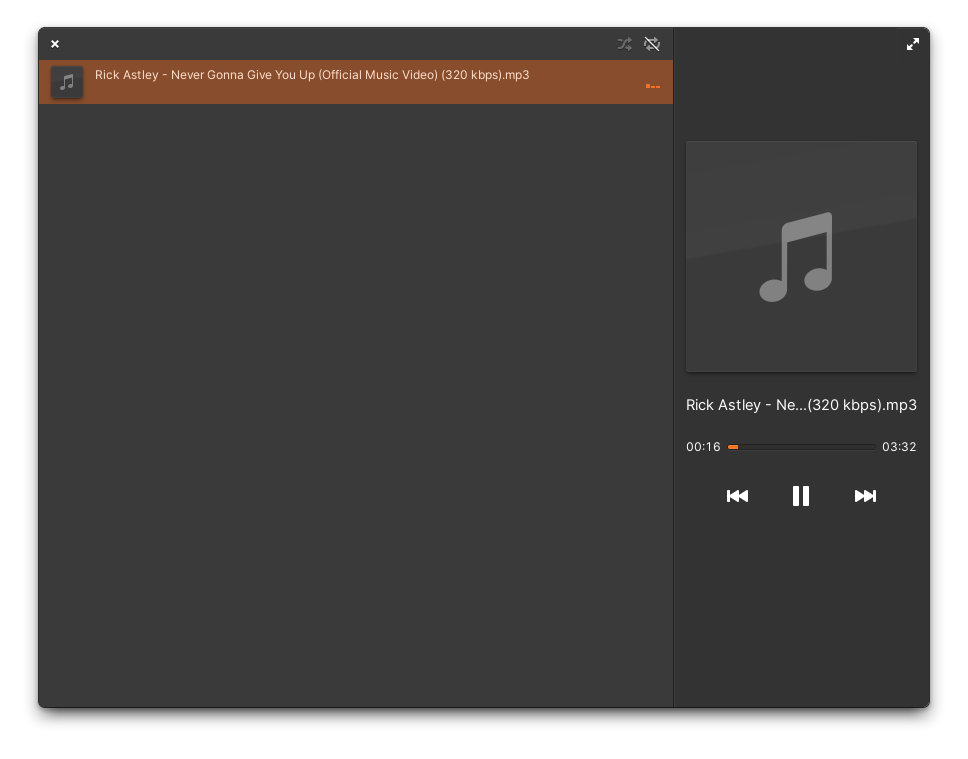 Rick Astley - Never Gonna Give You Up (Official Music Video) (320 kbps).mp3
Rick Astley - Ne...(320 kbps).mp3
00:16 03:32